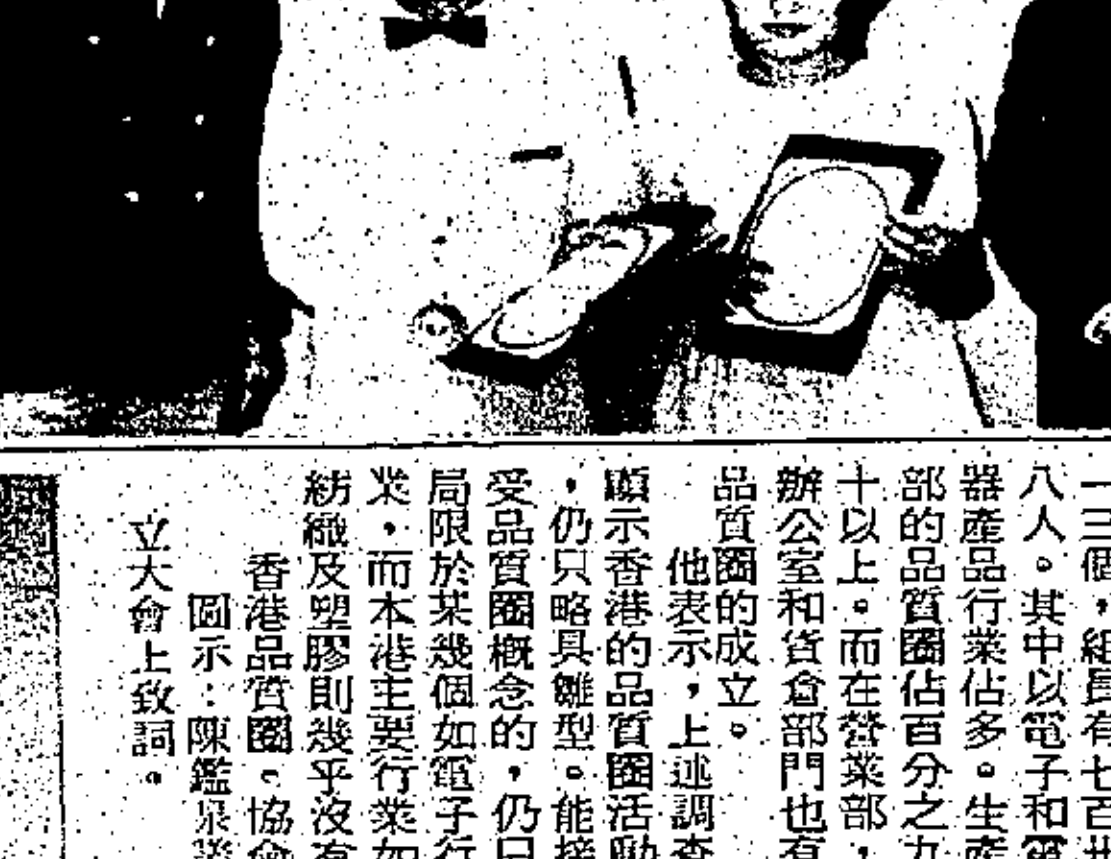 一三個,組員有七百卅
八人。其中以電子和電
器產品行業佔多。生產
部的品質圈佔百分之九
十以上。而在營業部,
辦公室和貨倉部門也有
品質圈的成立。
他表示,上述調查
顯示香港的品質圈活動
,仍只略具雛型。能接
受品質圈概念的,仍只
局限於某幾個如電子行
業,而本港主要行業如
紡織及塑膠則幾乎沒有
香港品質圈。協會
圖示:陳鑑泉
立大會上致詞。